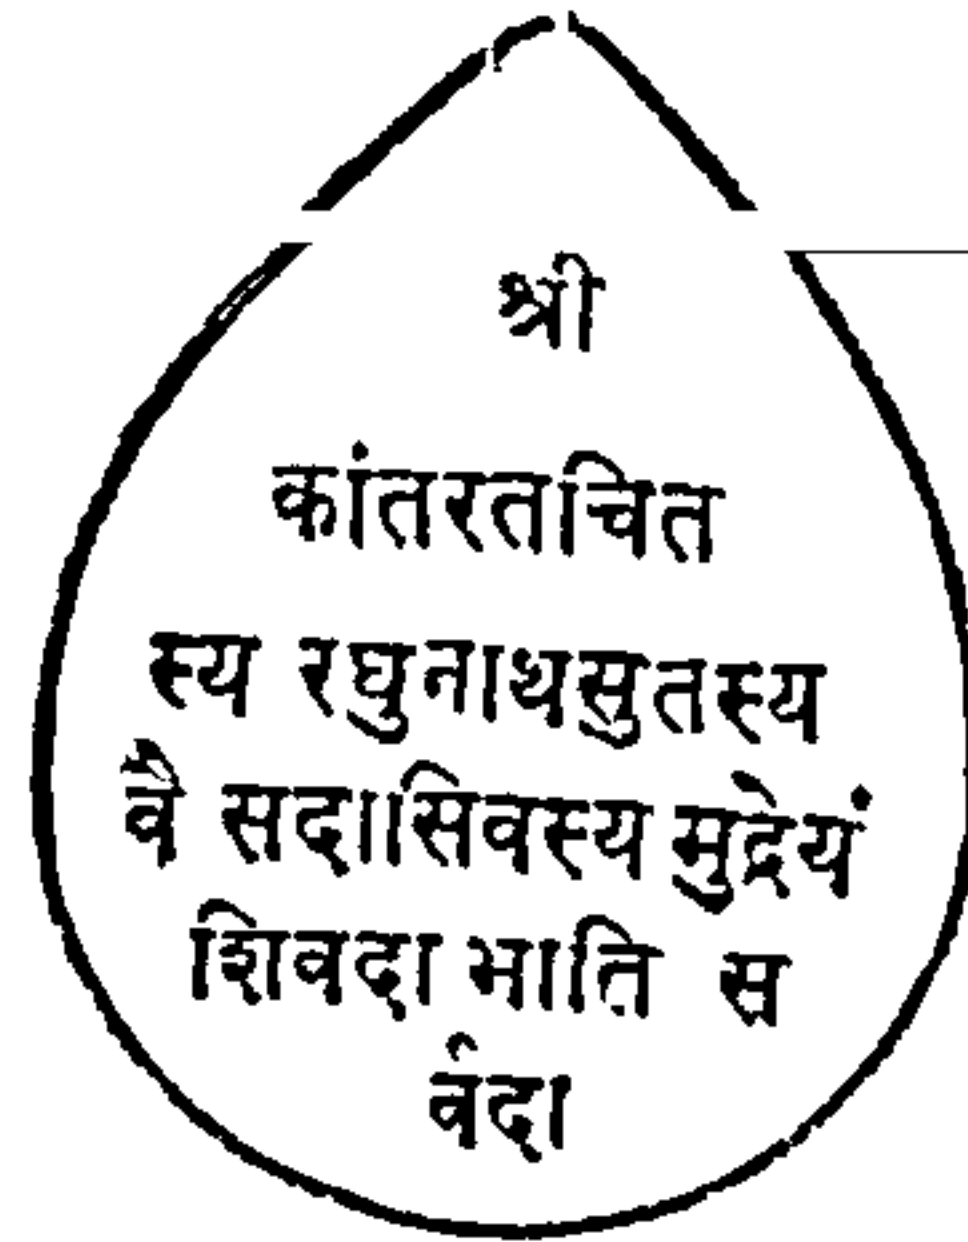 श्री
कांतरतचित
स्य रघुनाथसुतस्य
वै सदासिवस्य मुद्रेयं
शिवदा भाति स
र्वदा